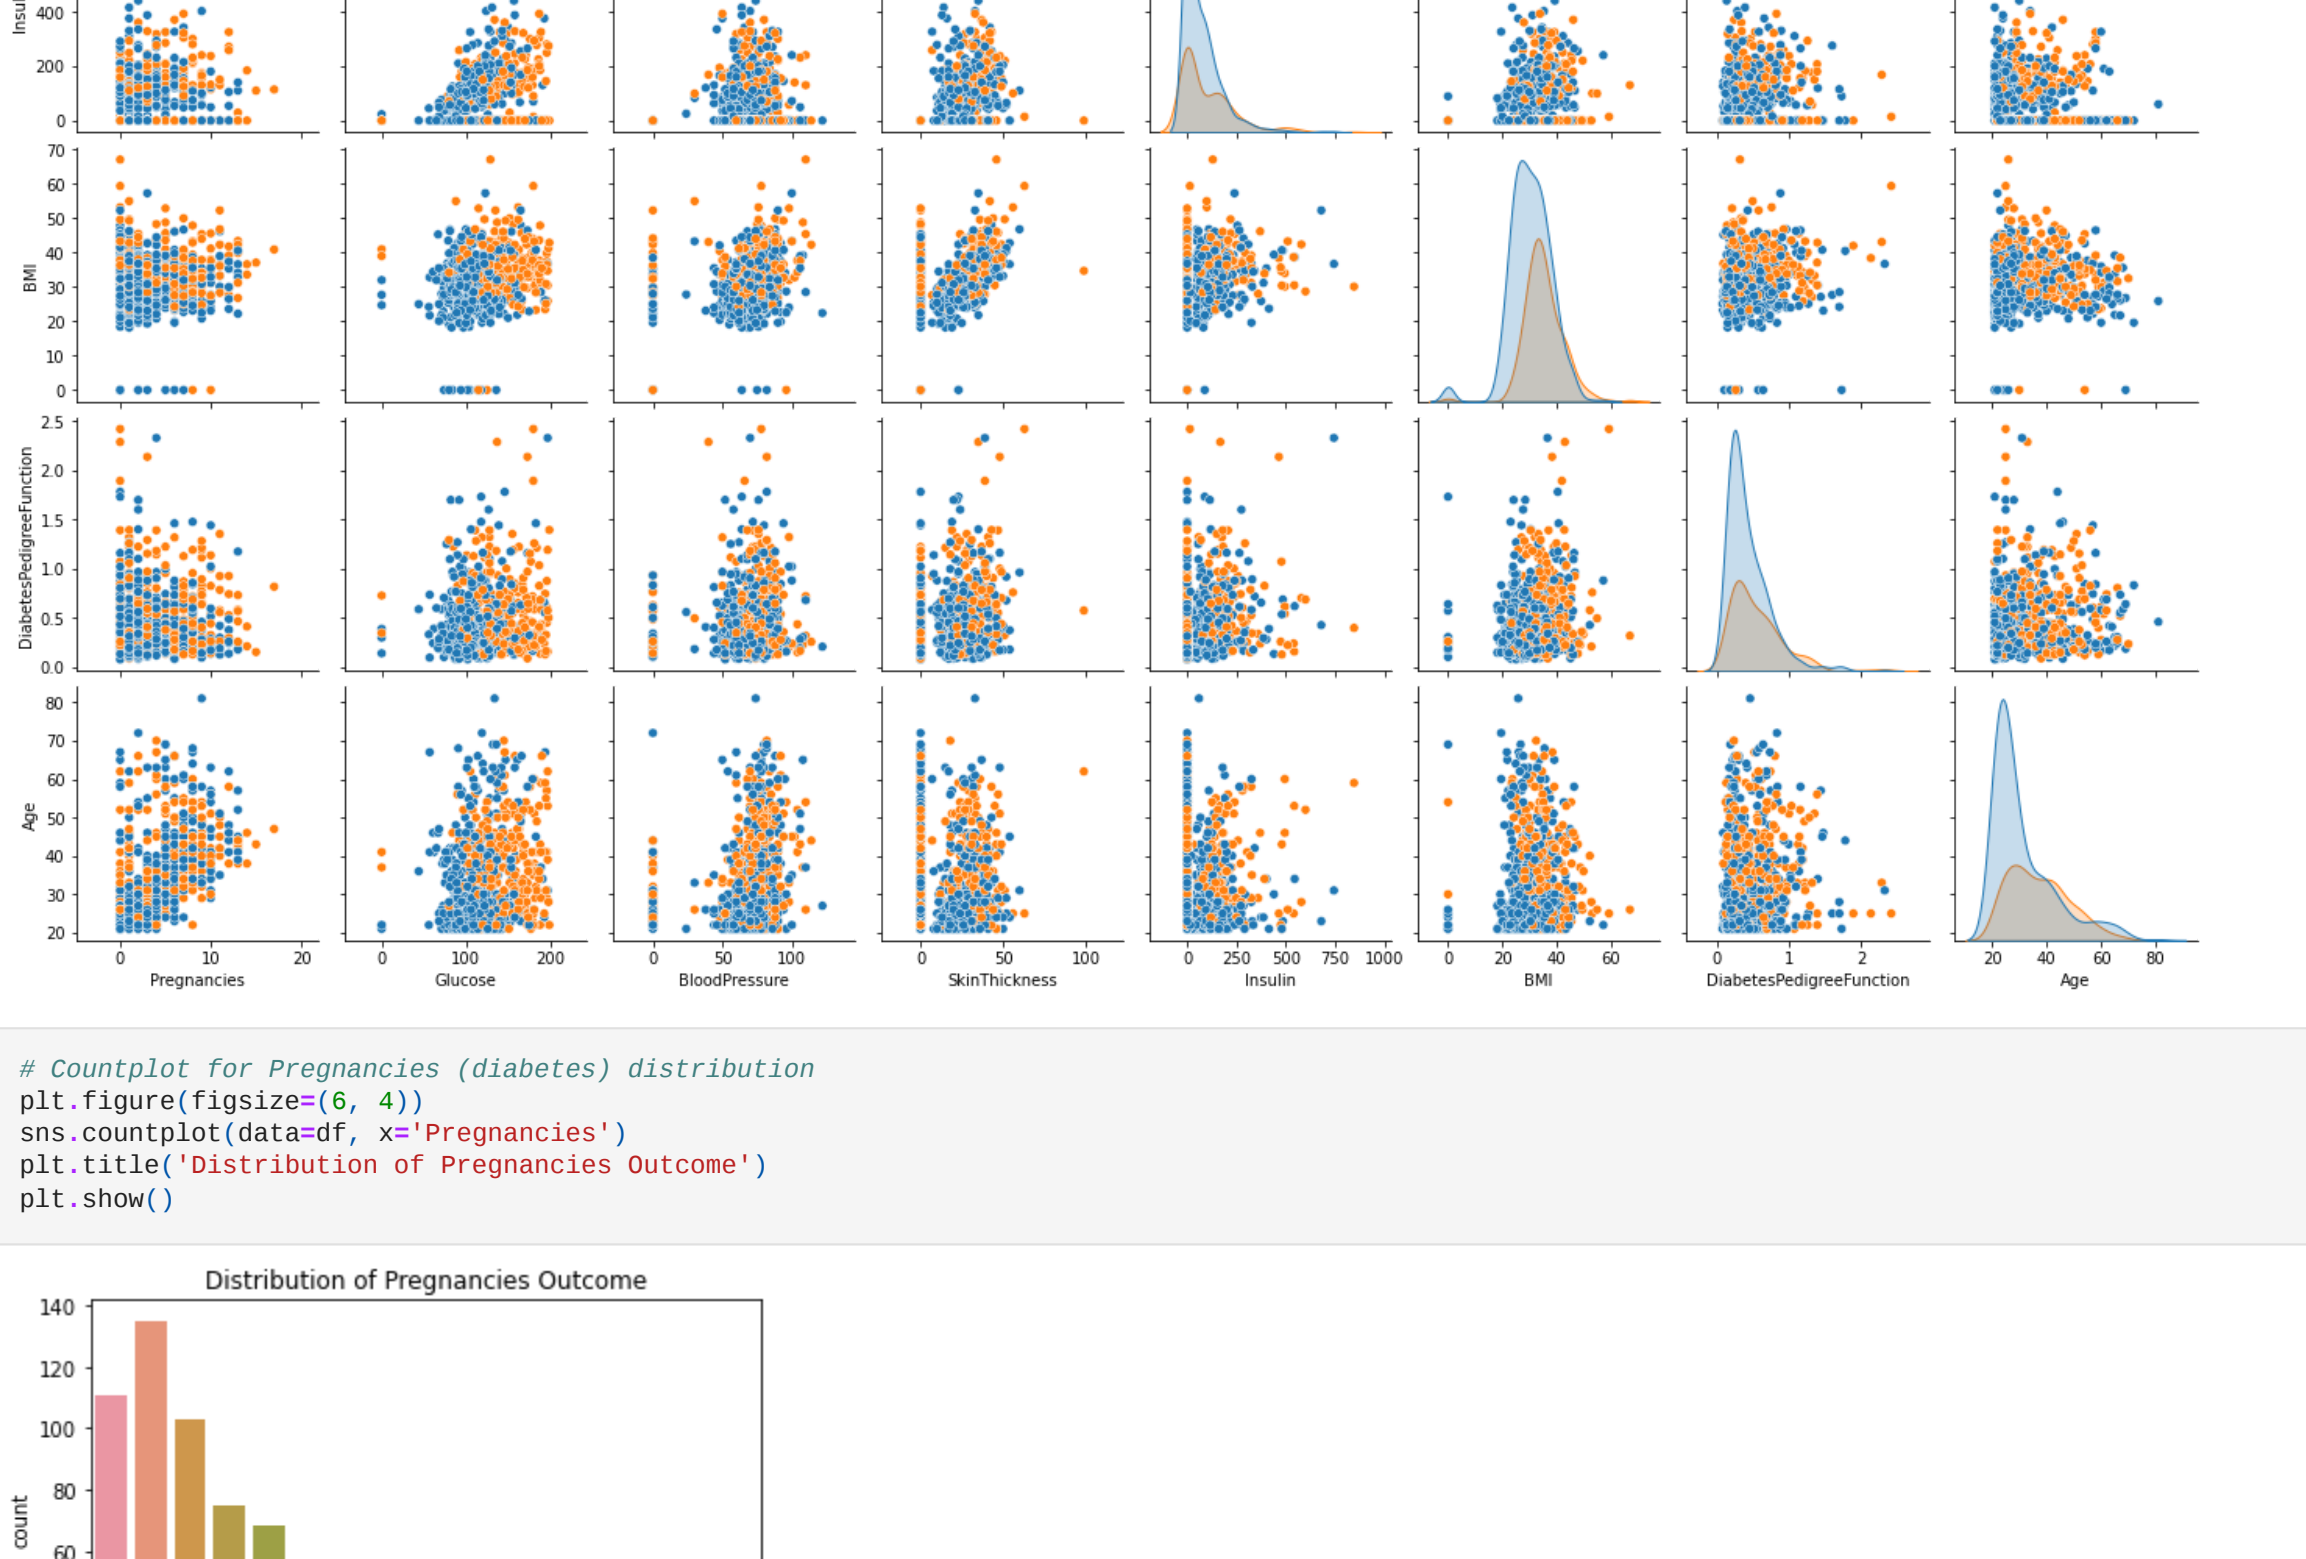 Insul
400
200
0
70
60
50
40
30
20
10
0
BMI
2.5
2.0
1.5
1.0
0.5
0.0
DiabetesPedigreeFunction
80
70
60
50
40
30
20
Age
0 10 20 0 100 200 0 50 100 0 50 100 0 250 500 750 1000 0 20 40 60 0 1 2 20 40 60 80
Pregnancies Glucose BloodPressure SkinThickness Insulin BMI DiabetesPedigreeFunction Age
# Countplot for Pregnancies (diabetes) distribution
plt.figure(figsize=(6, 4))
sns.countplot(data=df, x='Pregnancies')
plt.title('Distribution of Pregnancies Outcome')
plt.show()
Distribution of Pregnancies Outcome
140
120
100
80
60
count